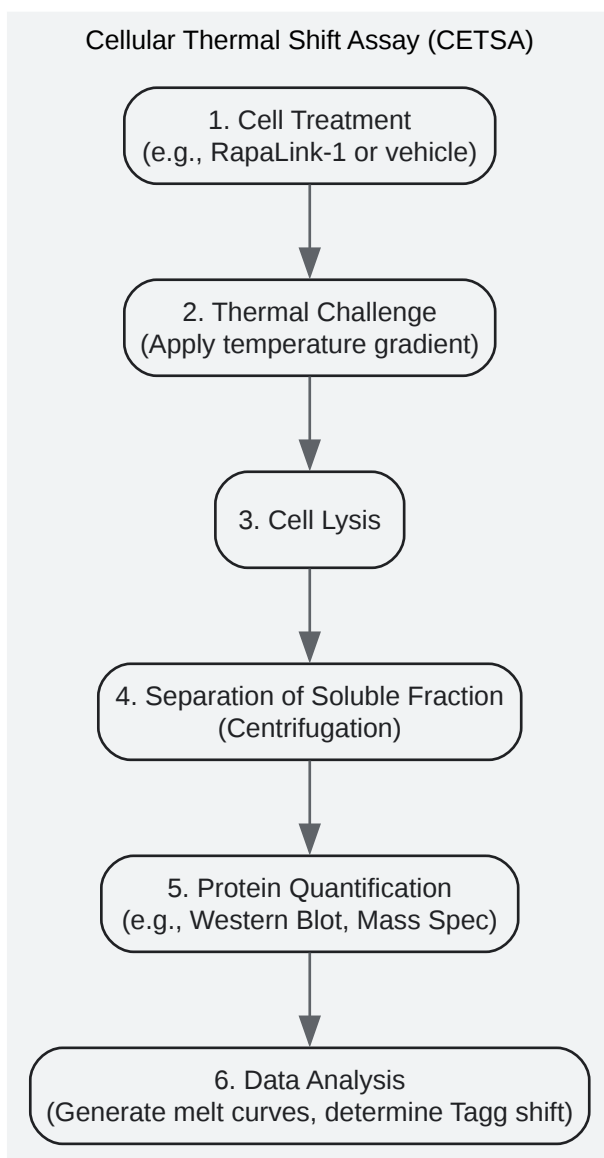 Cellular Thermal Shift Assay (CETSA)
1. Cell Treatment
(e.g., RapaLink-1 or vehicle)
2. Thermal Challenge
(Apply temperature gradient)
3. Cell Lysis
4. Separation of Soluble Fraction
(Centrifugation)
5. Protein Quantification
(e.g., Western Blot, Mass Spec)
6. Data Analysis
(Generate melt curves, determine Tagg shift)